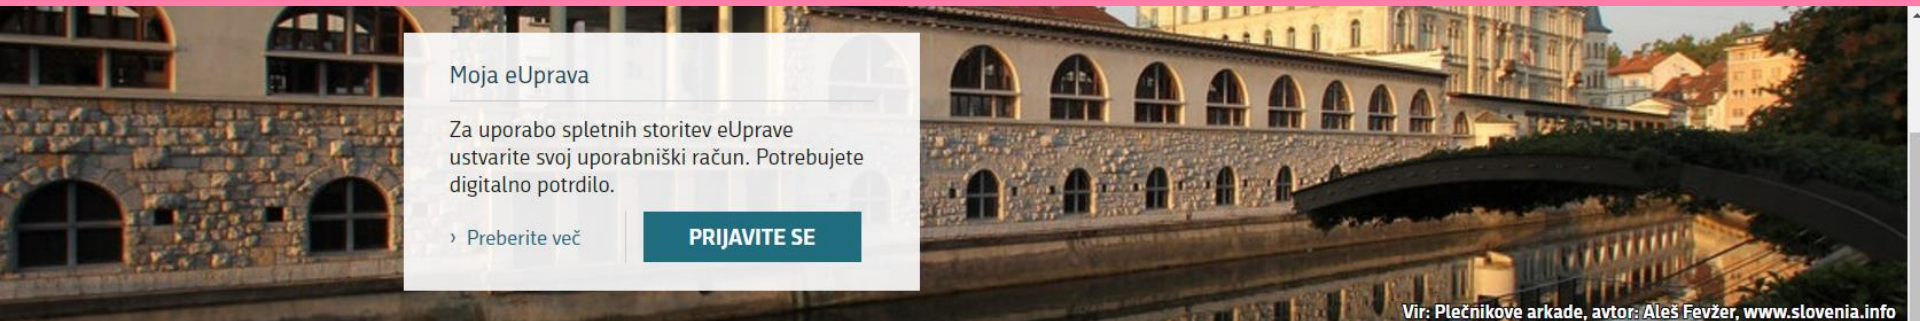 Moja eUprava
Za uporabo spletnih storitev eUprave
ustvarite svoj uporabniški račun. Potrebujete
digitalno potrdilo.
› Preberite več
PRIJAVITE SE
Vir: Plečnikove arkade, avtor: Aleš Fevžer, www.slovenia.info